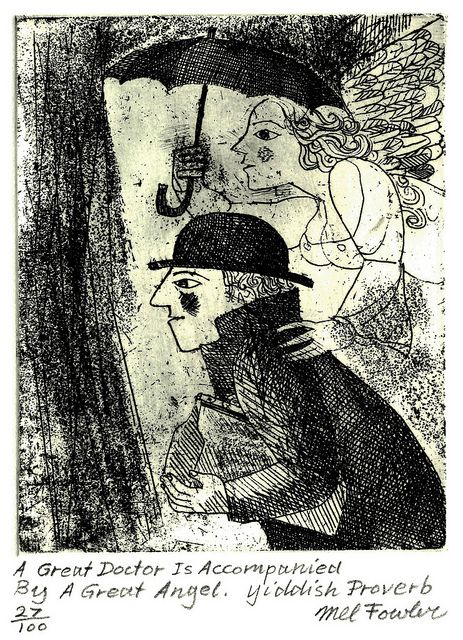 A Great Doctor Is Accompanied
By A Great Angel. Yiddish Proverb
27/100
Mel Fowler